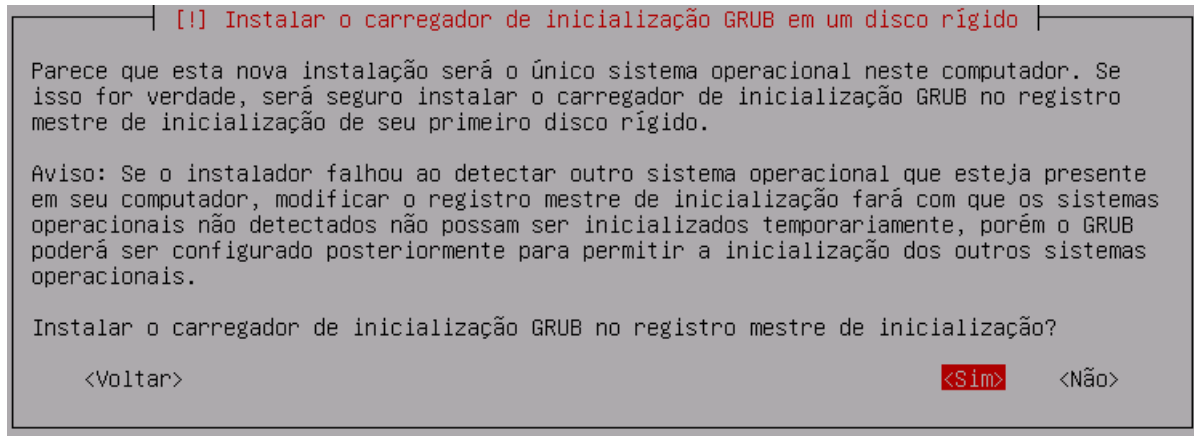 [!] Instalar o carregador de inicialização GRUB em um disco rígido
Parece que esta nova instalação será o único sistema operacional neste computador. Se
isso for verdade, será seguro instalar o carregador de inicialização GRUB no registro
mestre de inicialização de seu primeiro disco rígido.
Aviso: Se o instalador falhou ao detectar outro sistema operacional que esteja presente
em seu computador, modificar o registro mestre de inicialização fará com que os sistemas
operacionais não detectados não possam ser inicializados temporariamente, porém o GRUB
poderá ser configurado posteriormente para permitir a inicialização dos outros sistemas
operacionais.
Instalar o carregador de inicialização GRUB no registro mestre de inicialização?
<Voltar> <Sim> <Não>